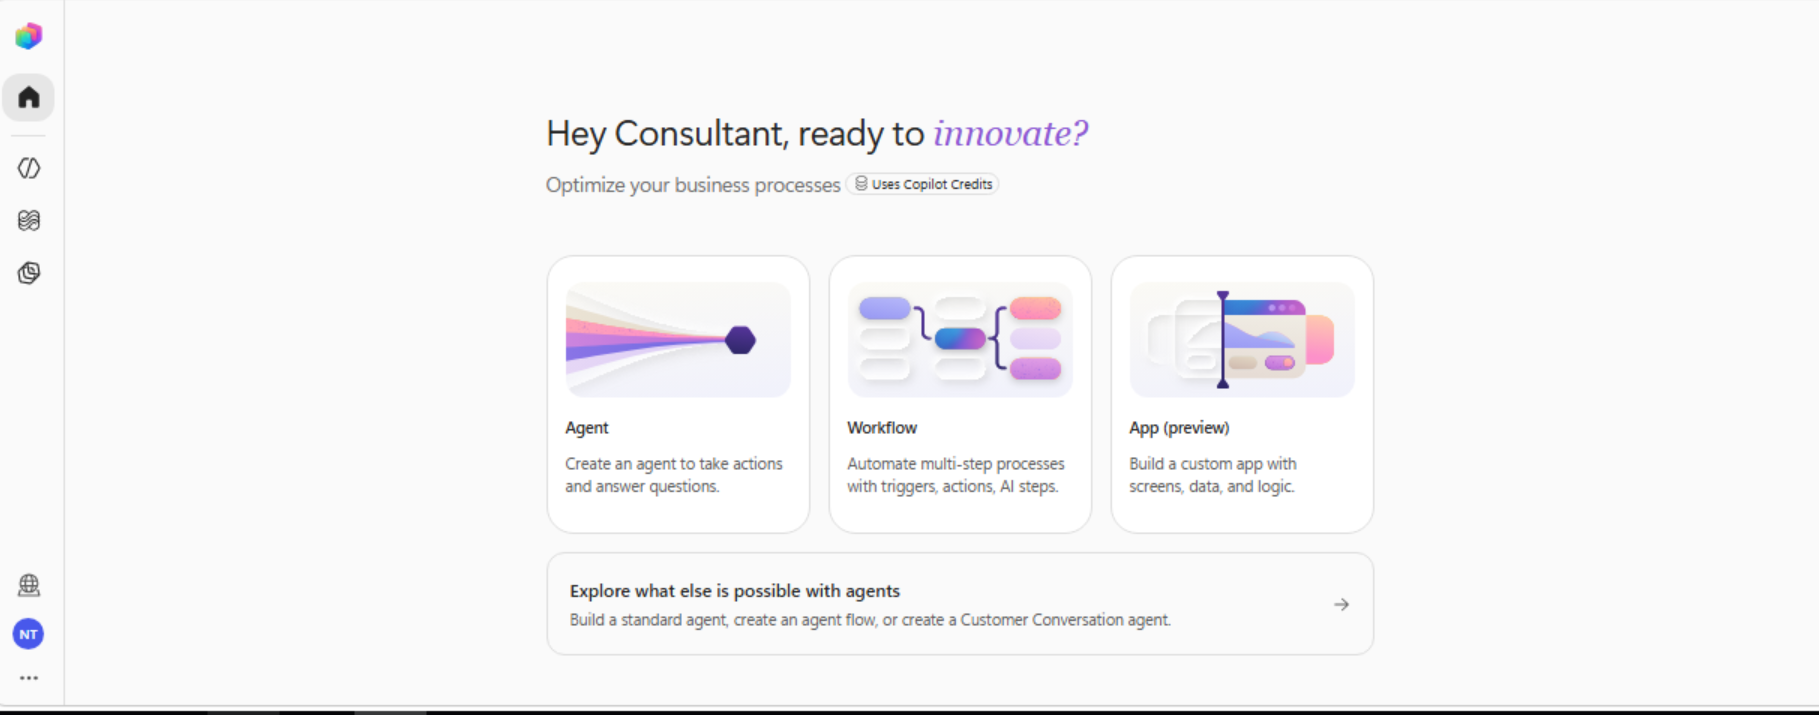 Hey Consultant, ready to innovate?
Optimize your business processes
Uses Copilot Credits
Agent
Create an agent to take actions
and answer questions.
Workflow
Automate multi-step processes
with triggers, actions, AI steps.
App (preview)
Build a custom app with
screens, data, and logic.
Explore what else is possible with agents
Build a standard agent, create an agent flow, or create a Customer Conversation agent.
NT